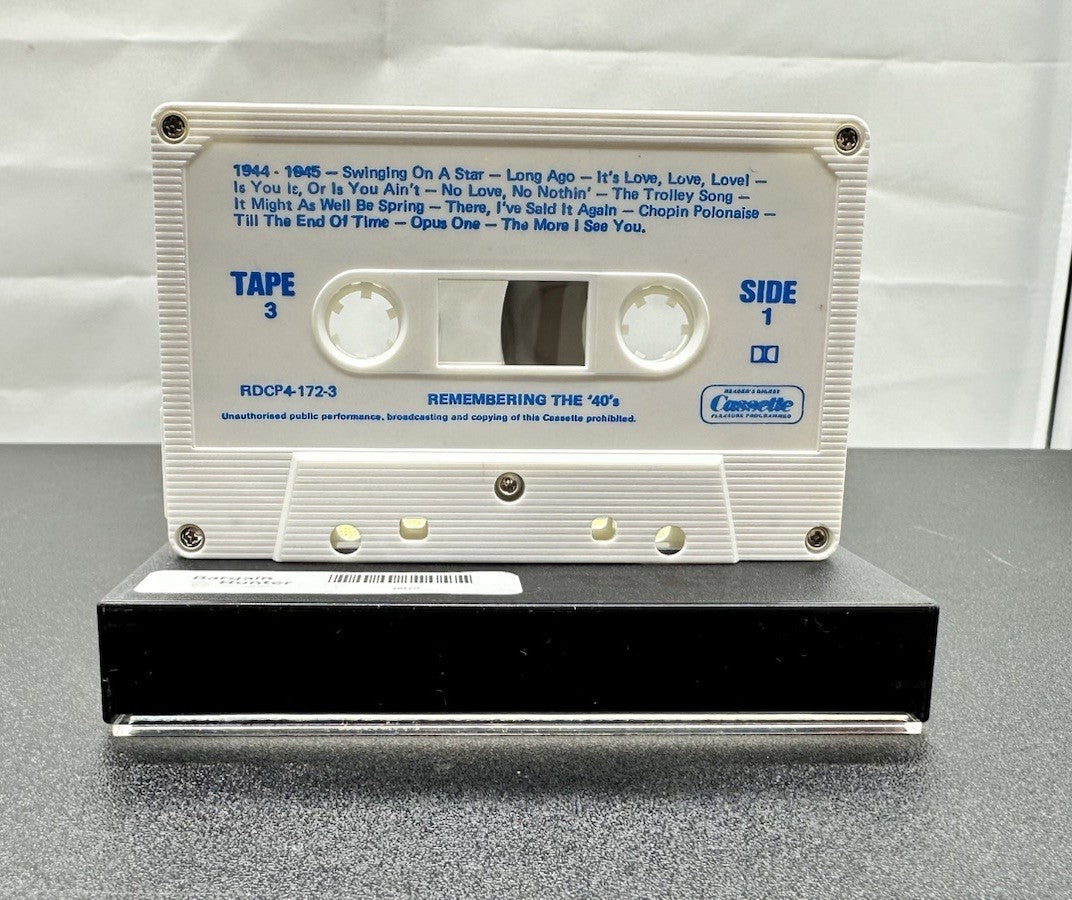 1944 - 1945 – Swinging On A Star – Long Ago – It's Love, Love, Love! –
Is You Is, Or Is You Ain't – No Love, No Nothin' – The Trolley Song –
It Might As Well Be Spring – There, I've Said It Again – Chopin Polonaise –
Till The End Of Time – Opus One – The More I See You.
TAPE
3
SIDE
1
RDCP4-172-3
REMEMBERING THE '40's
Unauthorised public performance, broadcasting and copying of this Cassette prohibited.
READER'S DIGEST
Cassette
PLEASURE PROGRAMMED
Bargain
Hunter